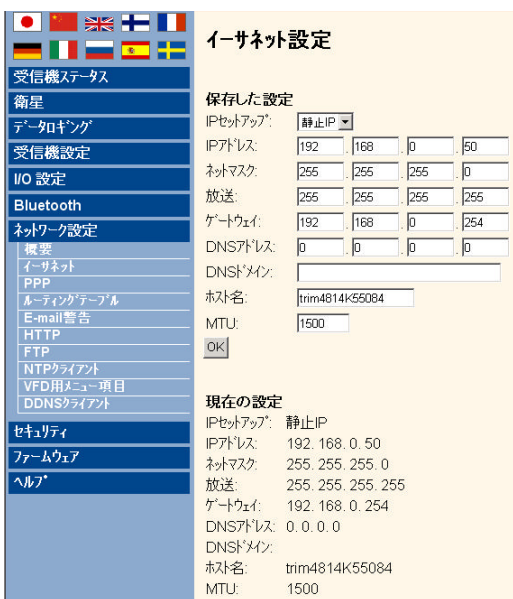 受信機ステータス
衛星
データロギング
受信機設定
I/O 設定
Bluetooth
ネットワーク設定
概要
イーサネット
PPP
ルーティングテーブル
E-mail警告
HTTP
FTP
NTPクライアント
VFD用メニュー項目
DDNSクライアント
セキュリティ
ファームウェア
ヘルプ
イーサネット設定
保存した設定
IPセットアップ: 静止IP
IPアドレス: 192 . 168 . 0 . 50
ネットマスク: 255 . 255 . 255 . 0
放送: 255 . 255 . 255 . 255
ゲートウェイ: 192 . 168 . 0 . 254
DNSアドレス: 0 . 0 . 0 . 0
DNSドメイン:
ホスト名: trim4814K55084
MTU: 1500
OK
現在の設定
IPセットアップ: 静止IP
IPアドレス: 192.168.0.50
ネットマスク: 255.255.255.0
放送: 255.255.255.255
ゲートウェイ: 192.168.0.254
DNSアドレス: 0.0.0.0
DNSドメイン:
ホスト名: trim4814K55084
MTU: 1500